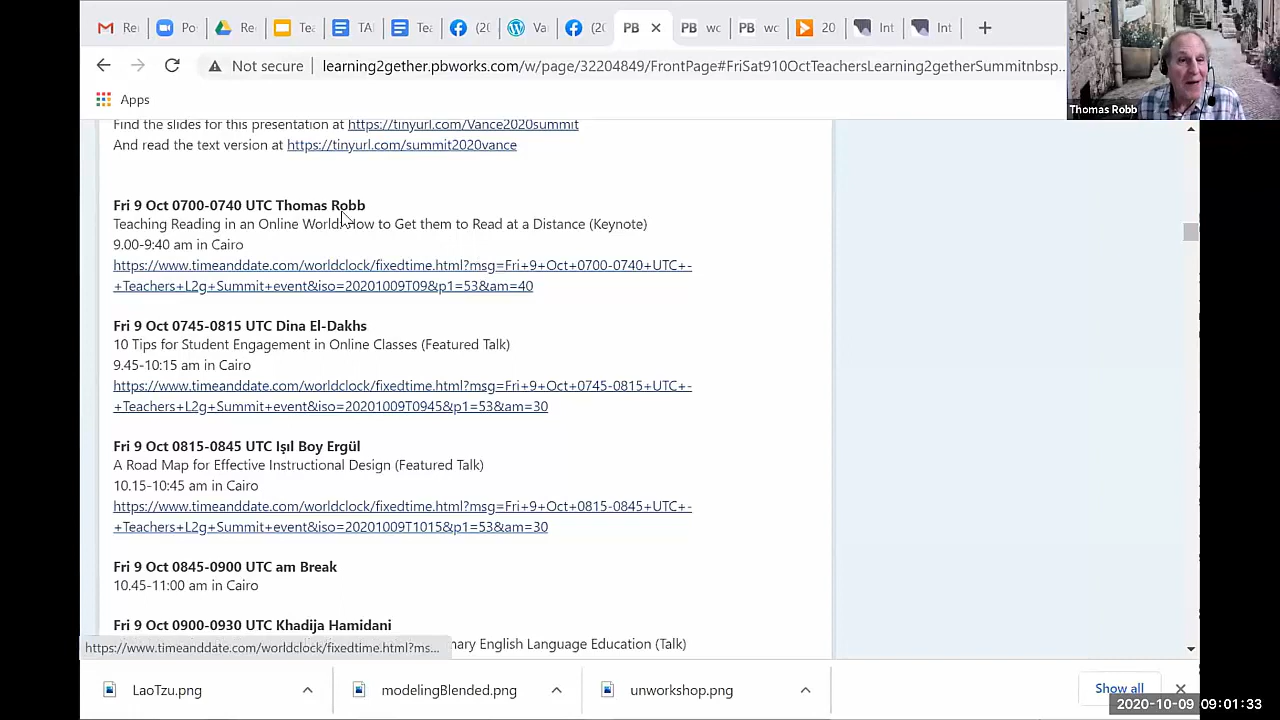 Re
Po
Re
Tea
TA
Tea
(20
Va
(20
PB
PB wc
PB wc
20
Int
Int
Not secure
learning2gether.pbworks.com/w/page/32204849/FrontPage#FriSat910OctTeachersLearning2getherSummitnbsp...
Thomas Robb
Apps
Find the slides for this presentation at https://tinyurl.com/Vance2020summit
And read the text version at https://tinyurl.com/summit2020vance
Fri 9 Oct 0700-0740 UTC Thomas Robb
Teaching Reading in an Online World: How to Get them to Read at a Distance (Keynote)
9.00-9:40 am in Cairo
https://www.timeanddate.com/worldclock/fixedtime.html?msg=Fri+9+Oct+0700-0740+UTC+-
+Teachers+L2g+Summit+event&iso=20201009T09&p1=53&am=40
Fri 9 Oct 0745-0815 UTC Dina El-Dakhs
10 Tips for Student Engagement in Online Classes (Featured Talk)
9.45-10:15 am in Cairo
https://www.timeanddate.com/worldclock/fixedtime.html?msg=Fri+9+Oct+0745-0815+UTC+-
+Teachers+L2g+Summit+event&iso=20201009T0945&p1=53&am=30
Fri 9 Oct 0815-0845 UTC Işıl Boy Ergül
A Road Map for Effective Instructional Design (Featured Talk)
10.15-10:45 am in Cairo
https://www.timeanddate.com/worldclock/fixedtime.html?msg=Fri+9+Oct+0815-0845+UTC+-
+Teachers+L2g+Summit+event&iso=20201009T1015&p1=53&am=30
Fri 9 Oct 0845-0900 UTC am Break
10.45-11:00 am in Cairo
Fri 9 Oct 0900-0930 UTC Khadija Hamidani
mary English Language Education (Talk)
https://www.timeanddate.com/worldclock/fixedtime.html?ms...
LaoTzu.png
modelingBlended.png
unworkshop.png
Show all
2020-10-09 09:01:33